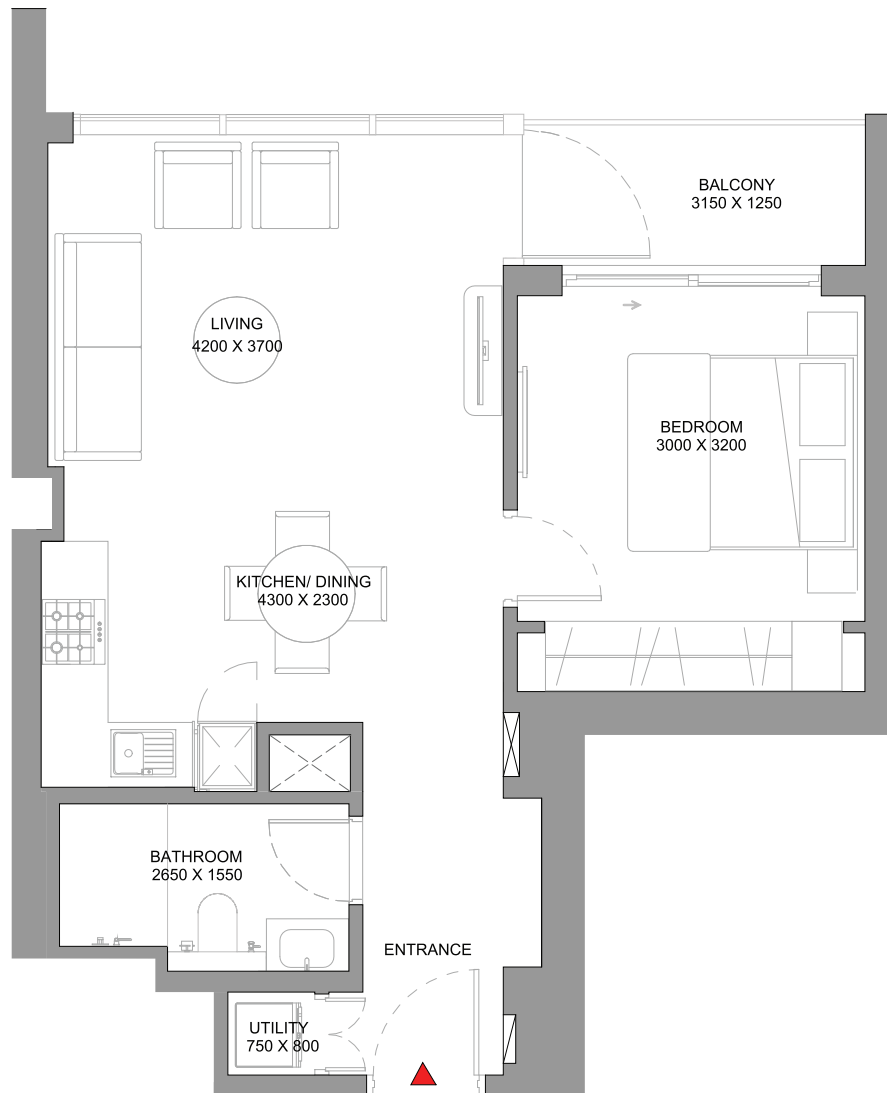 BALCONY
3150 X 1250
LIVING
4200 X 3700
BEDROOM
3000 X 3200
KITCHEN/ DINING
4300 X 2300
BATHROOM
2650 X 1550
ENTRANCE
UTILITY
750 X 800